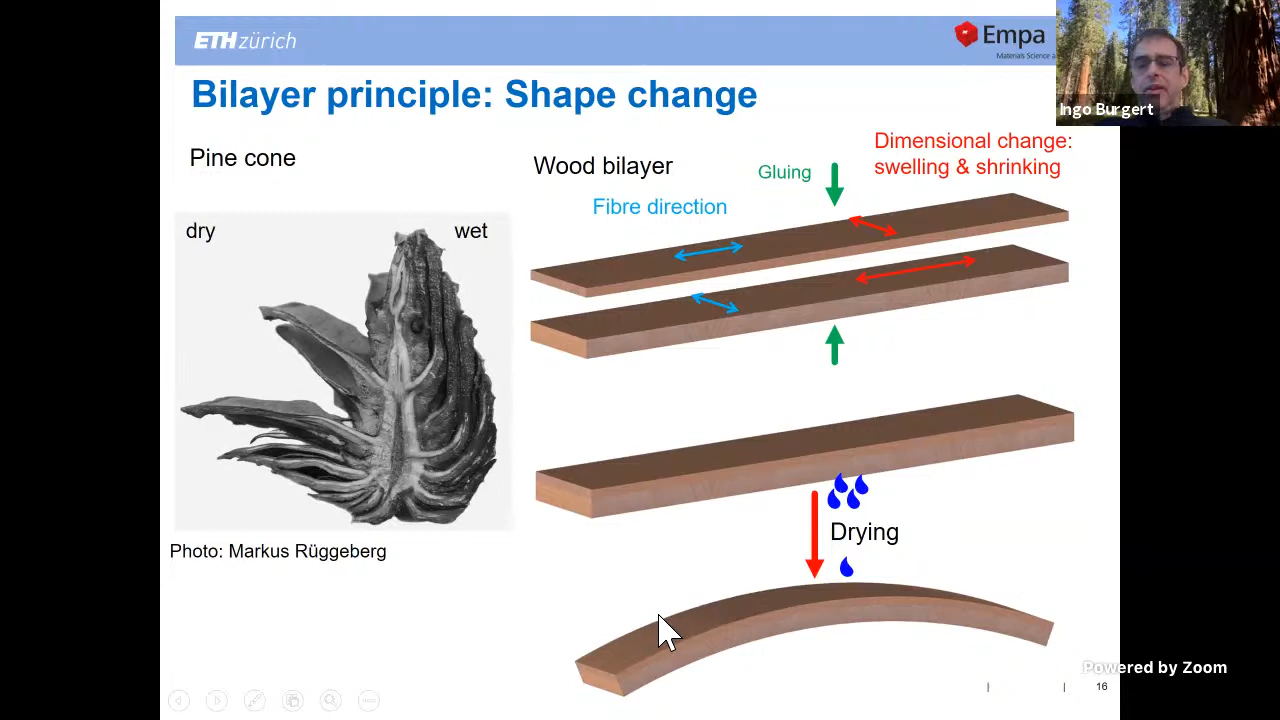 ETH zürich
Empa
Materials Science a
Ingo Burgert
Bilayer principle: Shape change
Pine cone
Wood bilayer
Gluing
Dimensional change:
swelling & shrinking
Fibre direction
dry
wet
Drying
Photo: Markus Rüggeberg
Powered by Zoom
16